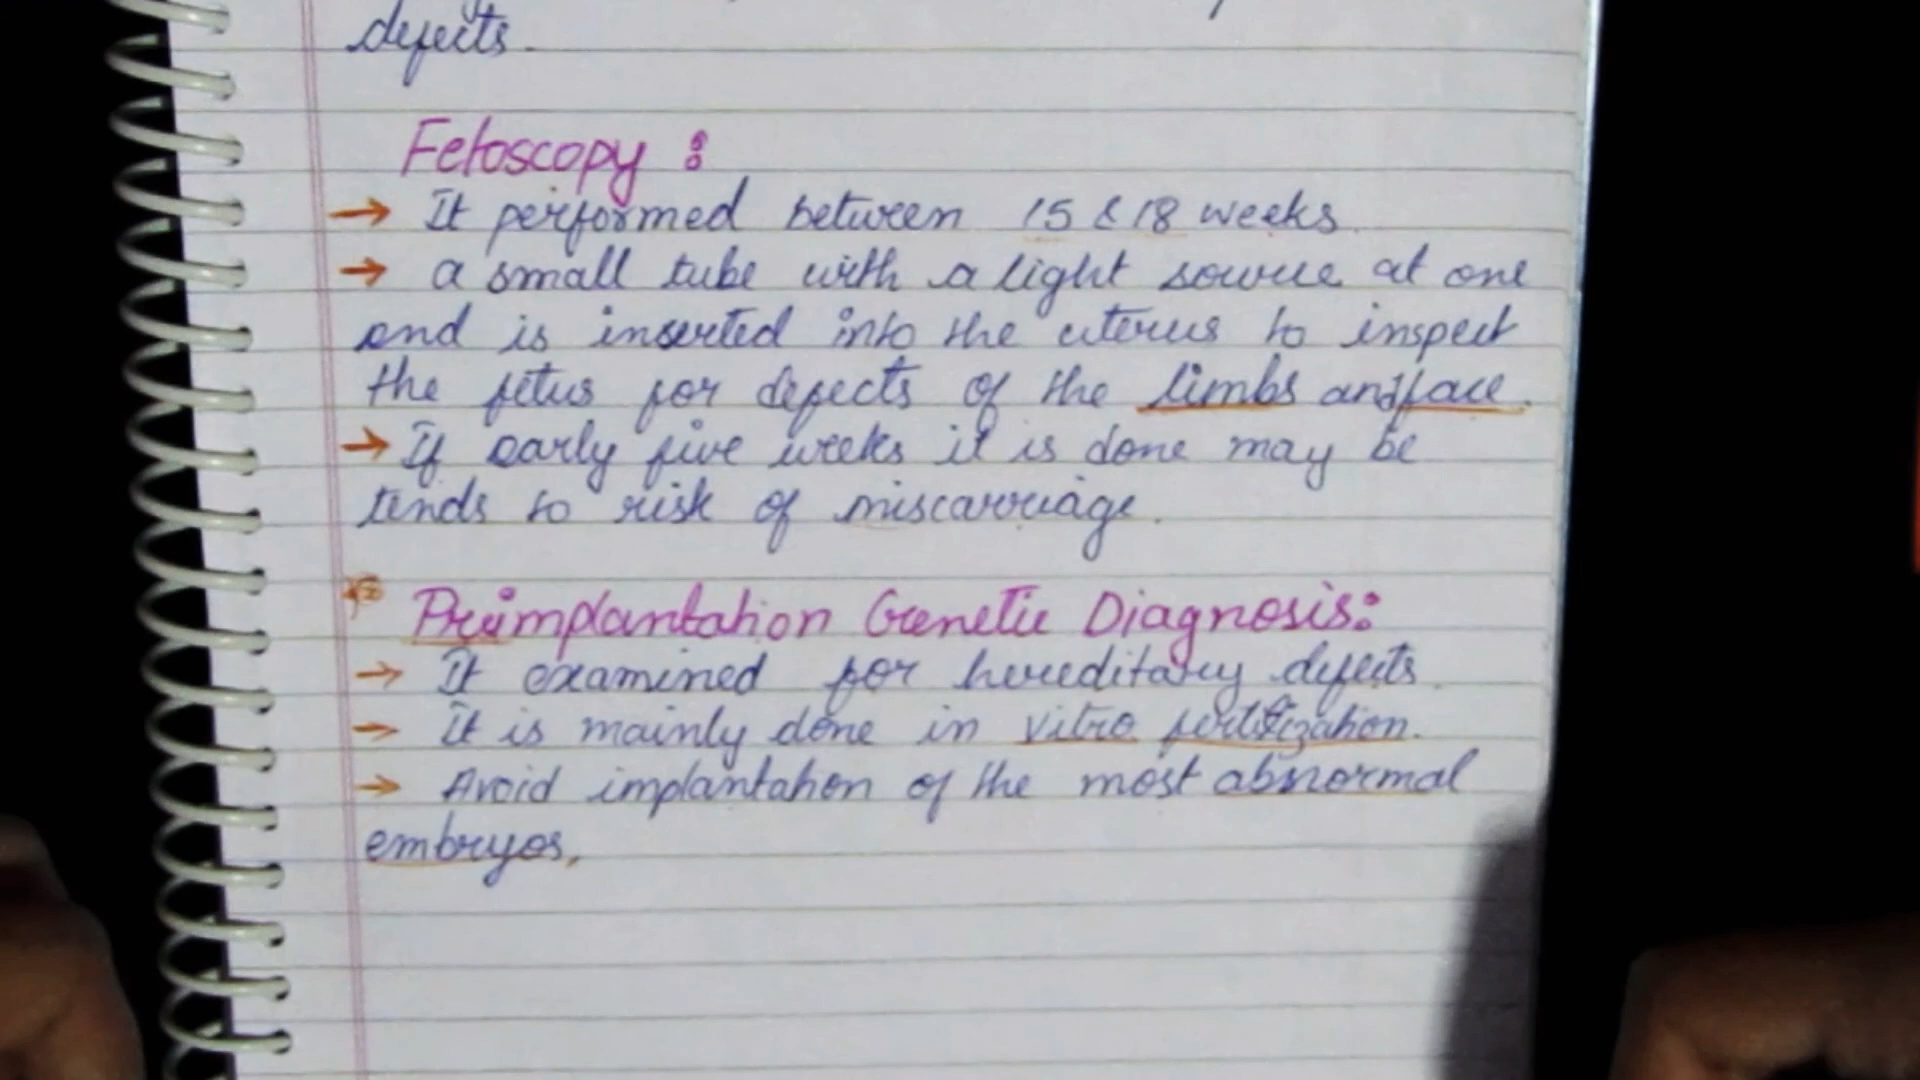 defects.
Fetoscopy :
→ It performed between 15 & 18 weeks.
→ a small tube with a light source at one
end is inserted into the uterus to inspect
the fetus for defects of the limbs and face.
→ If early five weeks it is done may be
tends to risk of miscarriage.
Preimplantation Genetic Diagnosis:
→ It examined for hereditary defects.
→ It is mainly done in vitro fertilization.
→ Avoid implantation of the most abnormal
embryos.